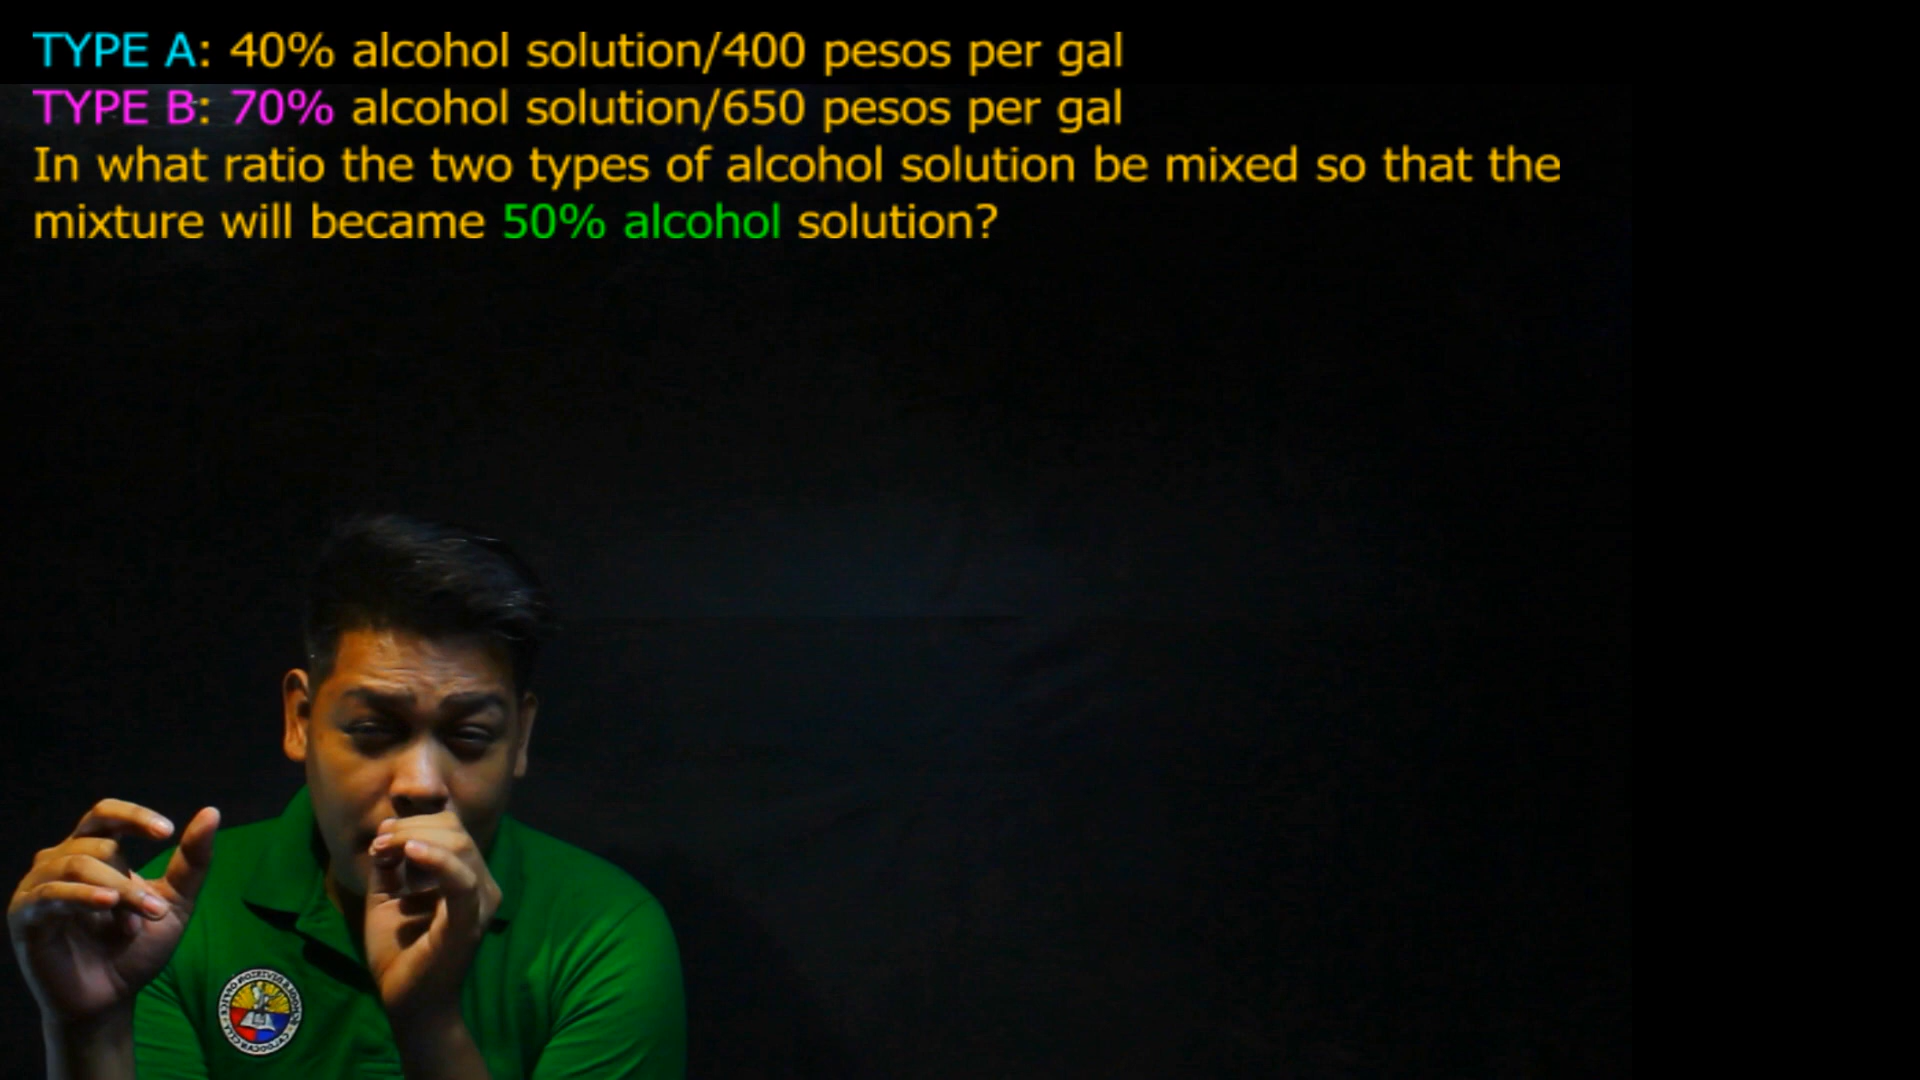 TYPE A: 40% alcohol solution/400 pesos per gal
TYPE B: 70% alcohol solution/650 pesos per gal
In what ratio the two types of alcohol solution be mixed so that the
mixture will became 50% alcohol solution?